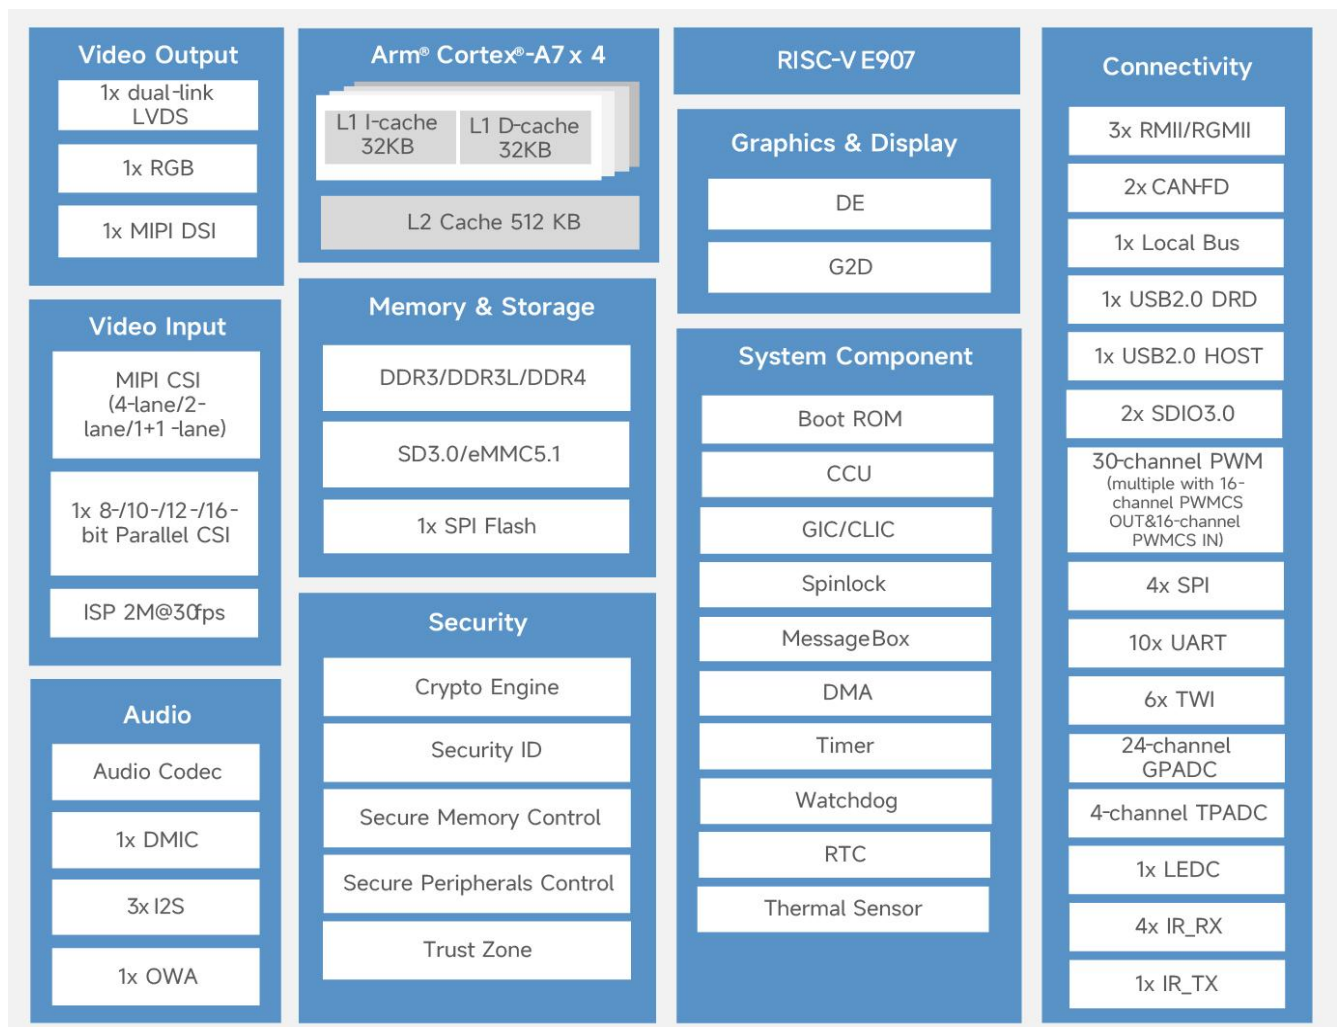 Video Output
1x dual-link
LVDS
1x RGB
1x MIPI DSI
Video Input
MIPI CSI
(4-lane/2-
lane/1+1 -lane)
1x 8-/10-/12-/16-
bit Parallel CSI
ISP 2M@30fps
Audio
Audio Codec
1x DMIC
3x I2S
1x OWA
Arm® Cortex®-A7 x 4
L1 I-cache
32KB
L1 D-cache
32KB
L2 Cache 512 KB
Memory & Storage
DDR3/DDR3L/DDR4
SD3.0/eMMC5.1
1x SPI Flash
Security
Crypto Engine
Security ID
Secure Memory Control
Secure Peripherals Control
Trust Zone
RISC-V E907
Graphics & Display
DE
G2D
System Component
Boot ROM
CCU
GIC/CLIC
Spinlock
MessageBox
DMA
Timer
Watchdog
RTC
Thermal Sensor
Connectivity
3x RMII/RGMII
2x CAN-FD
1x Local Bus
1x USB2.0 DRD
1x USB2.0 HOST
2x SDIO3.0
30-channel PWM
(multiple with 16-
channel PWMCS
OUT&16-channel
PWMCS IN)
4x SPI
10x UART
6x TWI
24-channel
GPADC
4-channel TPADC
1x LEDC
4x IR_RX
1x IR_TX